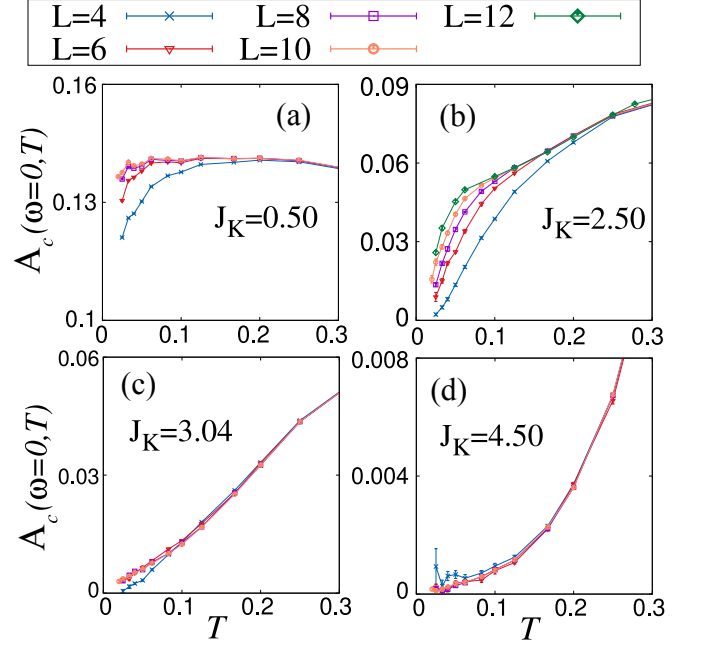 L=4 L=8 L=12
L=6 L=10
A_c(ω=0,T)
0.16
0.13
0.1
(a)
J_K=0.50
0 0.1 0.2 0.3
0.09
0.06
0.03
0
(b)
J_K=2.50
0 0.1 0.2 0.3
A_c(ω=0,T)
0.06
0.03
0
(c)
J_K=3.04
0 0.1 0.2 0.3
T
0.008
0.004
0
(d)
J_K=4.50
0 0.1 0.2 0.3
T